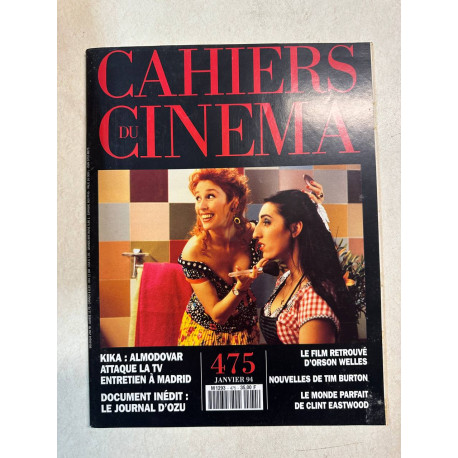 CAHIERS
DU
CINEMA
KIKA : ALMODOVAR
ATTAQUE LA TV
ENTRETIEN À MADRID
DOCUMENT INÉDIT :
LE JOURNAL D'OZU
475
JANVIER 94
LE FILM RETROUVÉ
D'ORSON WELLES
NOUVELLES DE TIM BURTON
LE MONDE PARFAIT
DE CLINT EASTWOOD